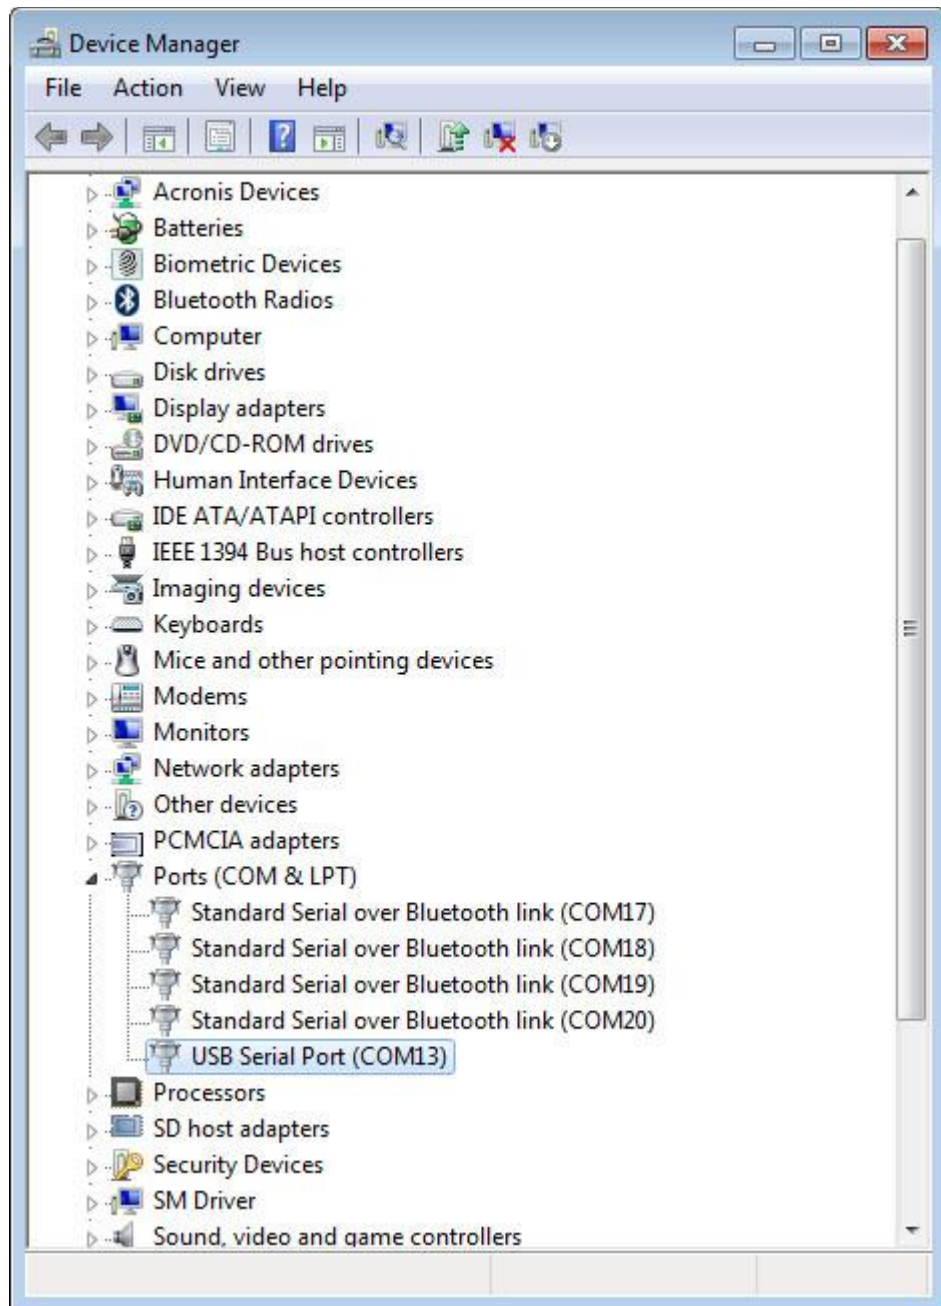 Device Manager
File Action View Help
Acronis Devices
Batteries
Biometric Devices
Bluetooth Radios
Computer
Disk drives
Display adapters
DVD/CD-ROM drives
Human Interface Devices
IDE ATA/ATAPI controllers
IEEE 1394 Bus host controllers
Imaging devices
Keyboards
Mice and other pointing devices
Modems
Monitors
Network adapters
Other devices
PCMCIA adapters
Ports (COM & LPT)
Standard Serial over Bluetooth link (COM17)
Standard Serial over Bluetooth link (COM18)
Standard Serial over Bluetooth link (COM19)
Standard Serial over Bluetooth link (COM20)
USB Serial Port (COM13)
Processors
SD host adapters
Security Devices
SM Driver
Sound, video and game controllers